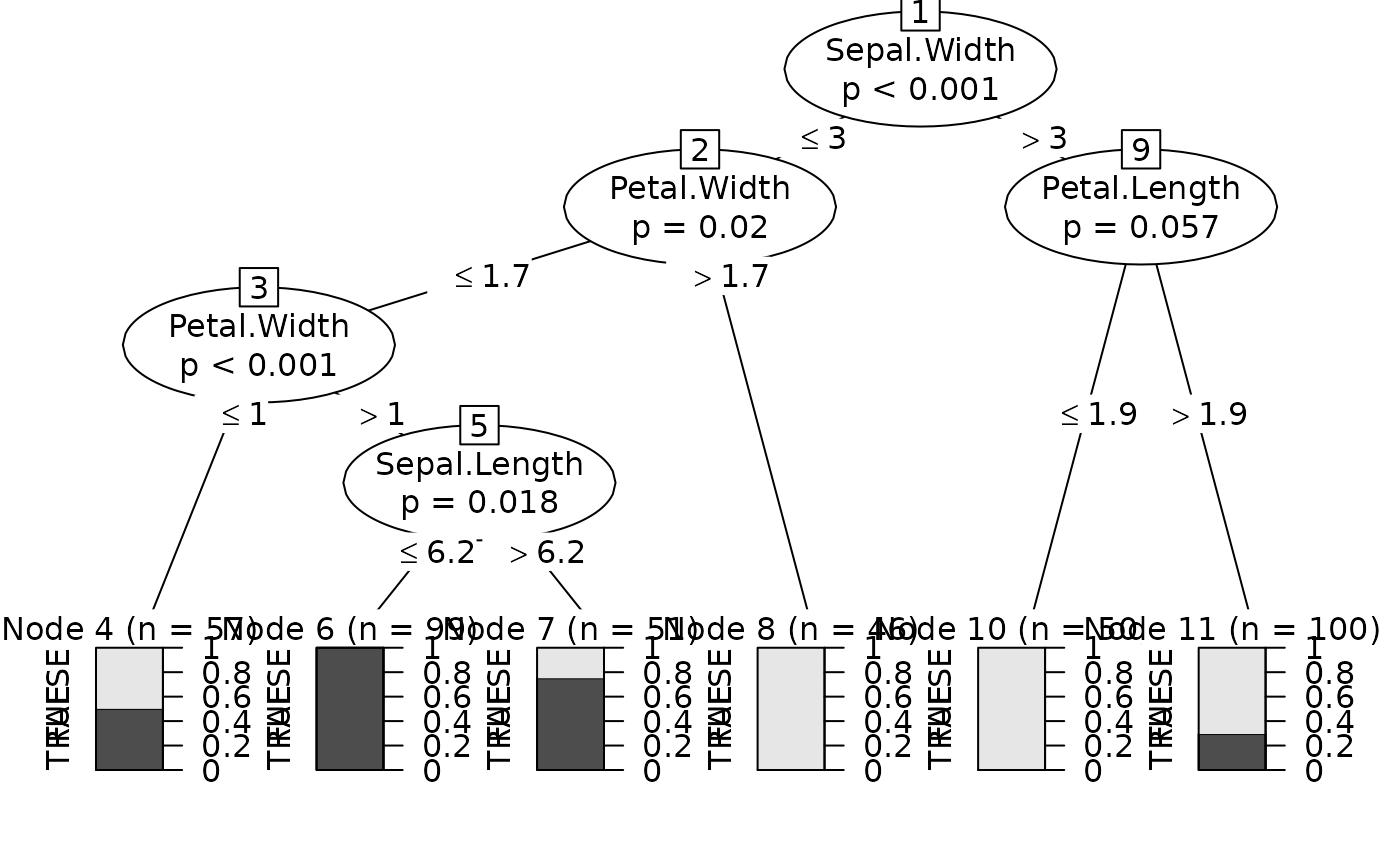 1
Sepal.Width
p < 0.001
≤ 3
> 3
2
Petal.Width
p = 0.02
9
Petal.Length
p = 0.057
≤ 1.7
> 1.7
3
Petal.Width
p < 0.001
≤ 1
> 1
≤ 1.9
> 1.9
5
Sepal.Length
p = 0.018
≤ 6.2
> 6.2
Node 4 (n = 57)
TRUE
FALSE
1
0.8
0.6
0.4
0.2
0
Node 6 (n = 99)
TRUE
FALSE
1
0.8
0.6
0.4
0.2
0
Node 7 (n = 51)
TRUE
FALSE
1
0.8
0.6
0.4
0.2
0
Node 8 (n = 46)
TRUE
FALSE
1
0.8
0.6
0.4
0.2
0
Node 10 (n = 50)
TRUE
FALSE
1
0.8
0.6
0.4
0.2
0
Node 11 (n = 100)
TRUE
FALSE
1
0.8
0.6
0.4
0.2
0